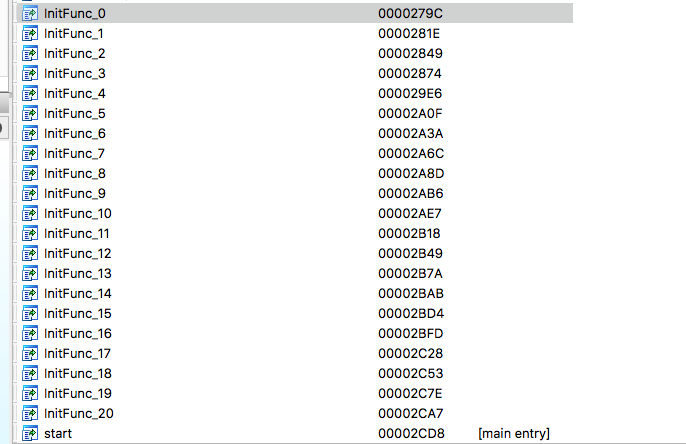 InitFunc_0 0000279C
InitFunc_1 0000281E
InitFunc_2 00002849
InitFunc_3 00002874
InitFunc_4 000029E6
InitFunc_5 00002A0F
InitFunc_6 00002A3A
InitFunc_7 00002A6C
InitFunc_8 00002A8D
InitFunc_9 00002AB6
InitFunc_10 00002AE7
InitFunc_11 00002B18
InitFunc_12 00002B49
InitFunc_13 00002B7A
InitFunc_14 00002BAB
InitFunc_15 00002BD4
InitFunc_16 00002BFD
InitFunc_17 00002C28
InitFunc_18 00002C53
InitFunc_19 00002C7E
InitFunc_20 00002CA7
start 00002CD8 [main entry]